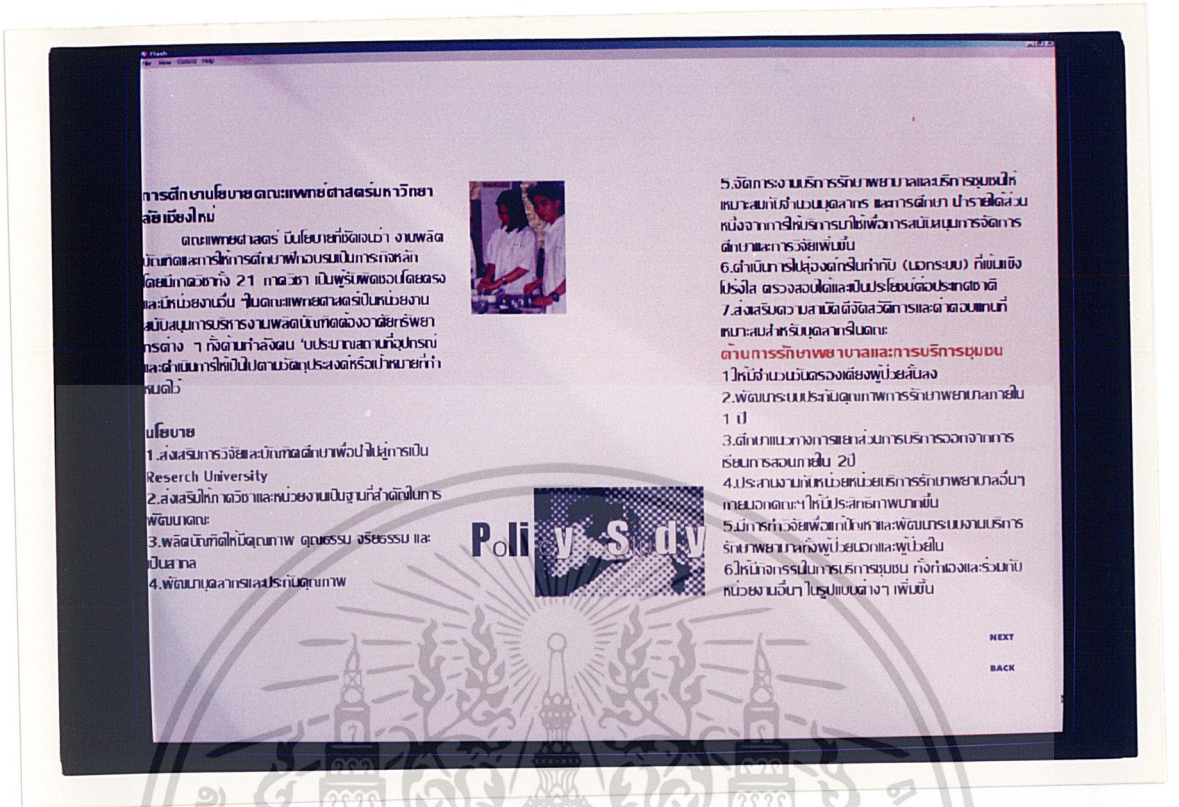 Flash
File View Control Help
การศึกษานโยบายคณะแพทย์ศาสตร์มหาวิทยา
ลัยเชียงใหม่
คณะแพทยศาสตร์ มีนโยบายที่ชัดเจนว่า งานผลิต
บัณฑิตและการให้การศึกษาฝึกอบรมเป็นภาระกิจหลัก
โดยมีภาควิชาทั้ง 21 ภาควิชา เป็นผู้รับผิดชอบโดยตรง
และมีหน่วยงานอื่น ๆในคณะแพทยศาสตร์เป็นหน่วยงาน
สนับสนุนการบริหารงานผลิตบัณฑิตต้องอาศัยทรัพยา
กรต่าง ๆ ทั้งด้านกำลังคน งบประมาณสถานที่อุปกรณ์
และดำเนินการให้เป็นไปตามวัตถุประสงค์หรือเป้าหมายที่กำ
หนดไว้
นโยบาย
1.ส่งเสริมการวิจัยและบัณฑิตศึกษาเพื่อนำไปสู่การเป็น
Reserch University
2.ส่งเสริมให้ภาควิชาและหน่วยงานเป็นฐานที่สำคัญในการ
พัฒนาคณะ
3.ผลิตบัณฑิตให้มีคุณภาพ คุณธรรม จริยธรรม และ
เป็นสากล
4.พัฒนาบุคลากรและประกันคุณภาพ
Poli y S dy
5.จัดภาระงานบริการรักษาพยาบาลและบริการชุมชนให้
เหมาะสมกับจำนวนบุคลากร และการศึกษา นำรายได้ส่วน
หนึ่งจากการให้บริการมาใช้เพื่อการสนับสนุนการจัดการ
ศึกษาและการวิจัยเพิ่มขึ้น
6.ดำเนินการไปสู่องค์กรในกำกับ (นอกระบบ) ที่เข้มแข็ง
โปร่งใส ตรวจสอบได้และเป็นประโยชน์ต่อประเทศชาติ
7.ส่งเสริมความสามัคคีจัดสวัดิการและค่าตอบแทนที่
เหมาะสมสำหรับบุคลากรในคณะ
ด้านการรักษาพยาบาลและการบริการชุมชน
1.ให้มีจำนวนวันครองเตียงผู้ป่วยสั้นลง
2.พัฒนาระบบประกันคุณภาพการรักษาพยาบาลภายใน
1 ปี
3.ศึกษาแนวทางการแยกส่วนการบริการออกจากการ
เรียนการสอนภายใน 2ปี
4.ประสานงานกับหน่วยหน่วยบริการรักษาพยาบาลอื่นๆ
ภายนอกคณะฯ ให้มีประสิทธิภาพมากขึ้น
5.มีการทำวิจัยเพื่อแก้ปัญหาและพัฒนาระบบงานบริการ
รักษาพยาบาลทั้งผู้ป่วยนอกและผู้ป่วยใน
6.ให้มีกิจกรรมในการบริการชุมชน ทั้งทำเองและร่วมกับ
หน่วยงานอื่นๆ ในรูปแบบต่างๆ เพิ่มขึ้น
NEXT
BACK